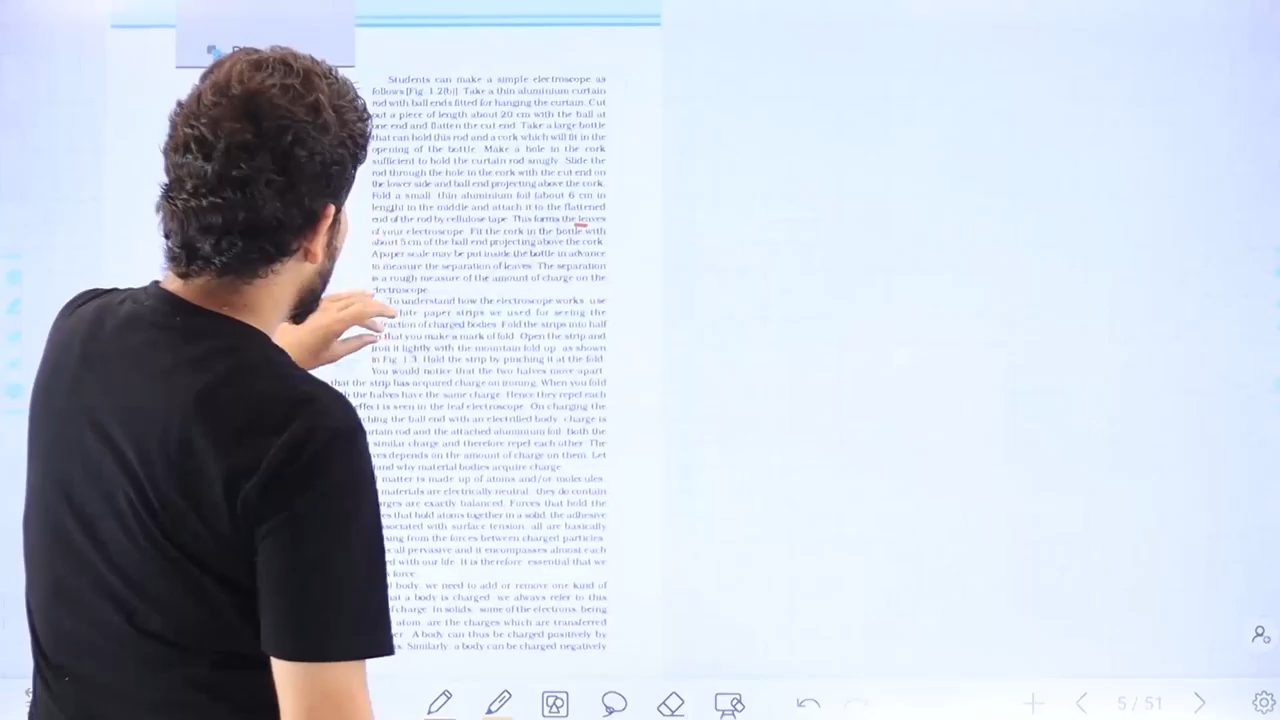 Students can make a simple electroscope as
follows [Fig. 1.2(b)]: Take a thin aluminium curtain
rod with ball ends fitted for hanging the curtain. Cut
out a piece of length about 20 cm with the ball at
one end and flatten the cut end. Take a large bottle
that can hold this rod and a cork which will fit in the
opening of the bottle. Make a hole in the cork
sufficient to hold the curtain rod snugly. Slide the
rod through the hole in the cork with the cut end on
the lower side and ball end projecting above the cork.
Fold a small, thin aluminium foil (about 6 cm in
length) in the middle and attach it to the flattened
end of the rod by cellulose tape. This forms the leaves
of your electroscope. Fit the cork in the bottle with
about 5 cm of the ball end projecting above the cork.
A paper scale may be put inside the bottle in advance
to measure the separation of leaves. The separation
is a rough measure of the amount of charge on the
electroscope.
To understand how the electroscope works, use
paper strips we used for seeing the
of charged bodies. Fold the strips into half
that you make a mark of fold. Open the strip and
iron it lightly with the mountain fold up, as shown
in Fig. 1.3. Hold the strip by pinching it at the fold.
You would notice that the two halves move apart.
that the strip has acquired charge on ironing. When you fold
the halves have the same charge. Hence they repel each
effect is seen in the leaf electroscope. On charging the
the ball end with an electrified body, charge is
rod and the attached aluminium foil. Both the
similar charge and therefore repel each other. The
depends on the amount of charge on them. Let
why material bodies acquire charge.
matter is made up of atoms and/or molecules.
materials are electrically neutral, they do contain
are exactly balanced. Forces that hold the
that hold atoms together in a solid, the adhesive
with surface tension, all are basically
from the forces between charged particles.
all pervasive and it encompasses almost each
with our life. It is therefore essential that we
force.
body, we need to add or remove one kind of
a body is charged, we always refer to this
charge. In solids, some of the electrons, being
atom, are the charges which are transferred
A body can thus be charged positively by
Similarly, a body can be charged negatively
5 / 51